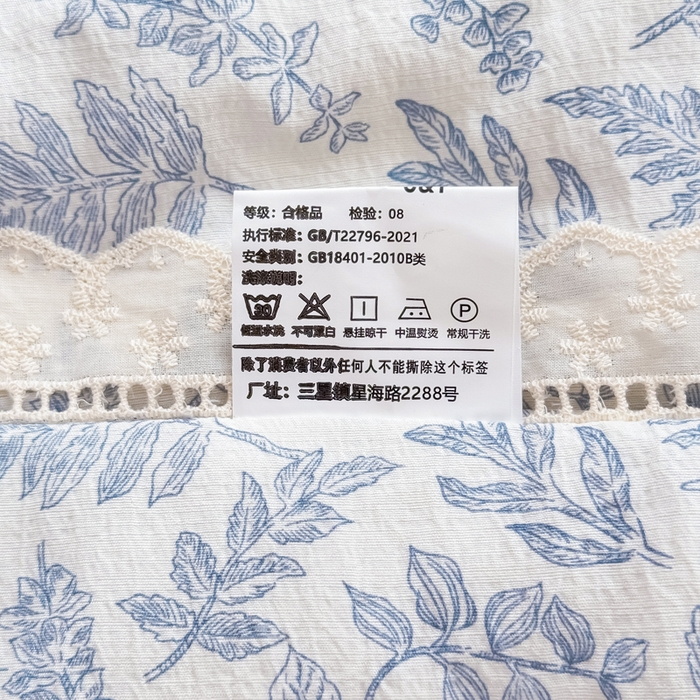 等级：合格品 检验：08
执行标准：GB/T22796-2021
安全类别：GB18401-2010B类
洗涤说明：
30
低温水洗 不可漂白 悬挂晾干 中温熨烫 常规干洗
P
除了消费者以外任何人不能撕除这个标签
厂址：三星镇星海路2288号